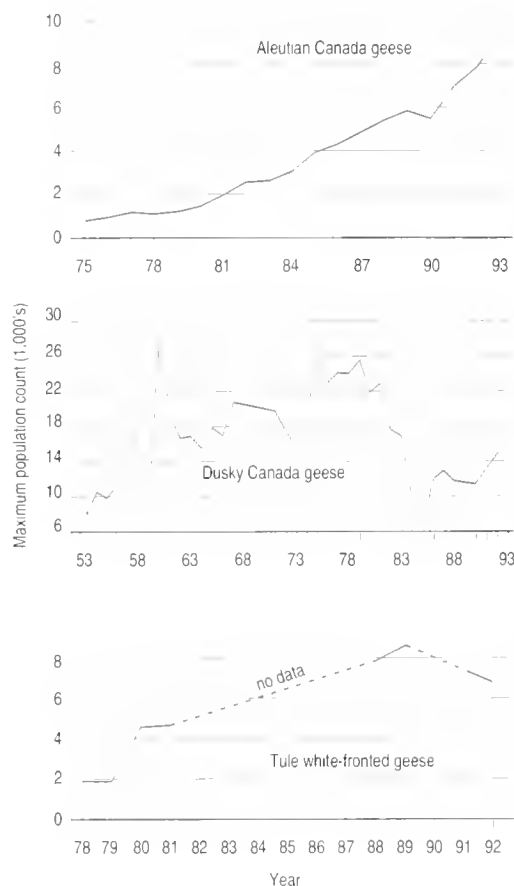 10
Aleutian Canada geese
8
6
4
2
0
75 78 81 84 87 90 93
Maximum population count (1,000's)
30
26
22
18
14
Dusky Canada geese
10
6
53 58 63 68 73 78 83 88 93
8
no data
6
4
Tule white-fronted geese
2
0
78 79 80 81 82 83 84 85 86 87 88 89 90 91 92
Year